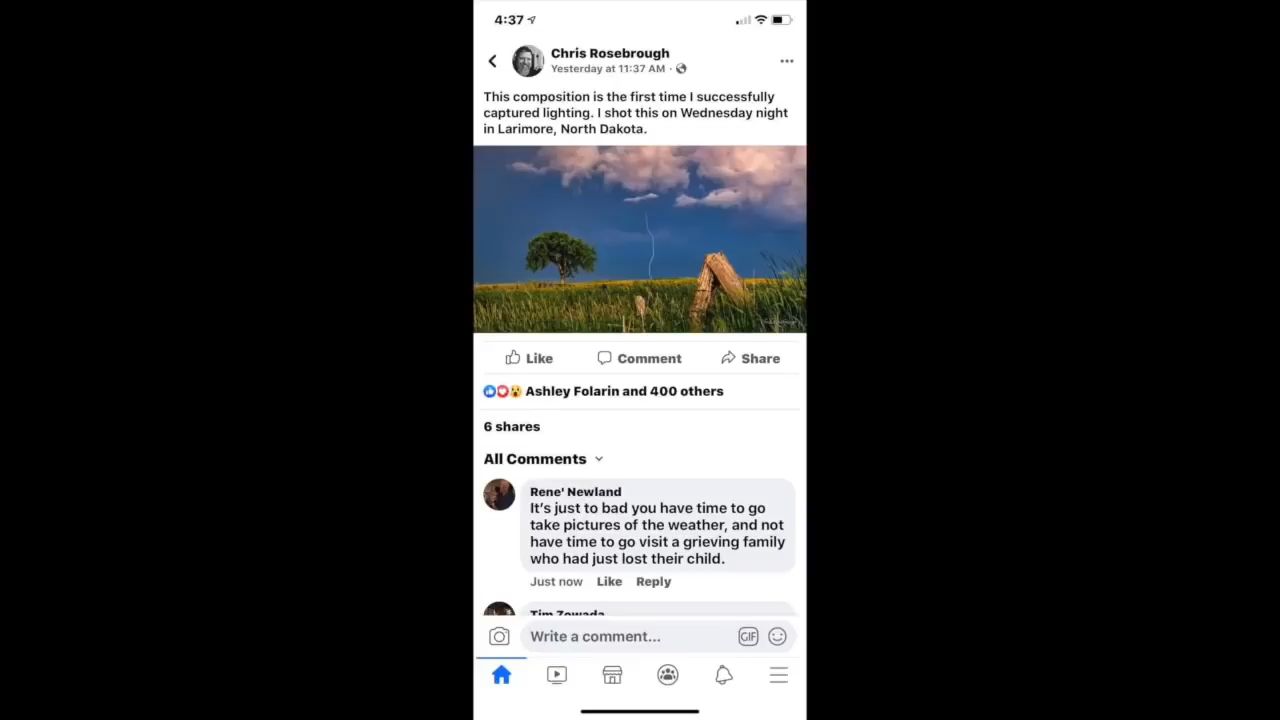 4:37
Chris Rosebrough
Yesterday at 11:37 AM ·
This composition is the first time I successfully
captured lighting. I shot this on Wednesday night
in Larimore, North Dakota.
Like Comment Share
Ashley Folarin and 400 others
6 shares
All Comments
Rene' Newland
It's just to bad you have time to go
take pictures of the weather, and not
have time to go visit a grieving family
who had just lost their child.
Just now Like Reply
Tim Zowada
Write a comment... GIF